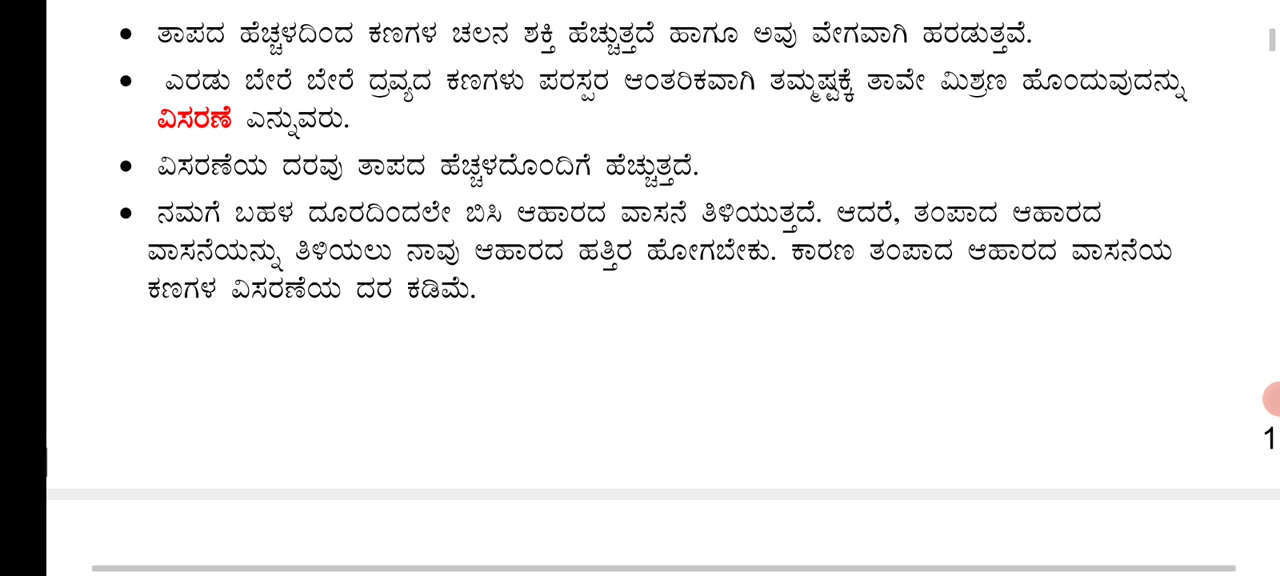 • ತಾಪದ ಹೆಚ್ಚಳದಿಂದ ಕಣಗಳ ಚಲನ ಶಕ್ತಿ ಹೆಚ್ಚುತ್ತದೆ ಹಾಗೂ ಅವು ವೇಗವಾಗಿ ಹರಡುತ್ತವೆ.
• ಎರಡು ಬೇರೆ ಬೇರೆ ದ್ರವ್ಯದ ಕಣಗಳು ಪರಸ್ಪರ ಆಂತರಿಕವಾಗಿ ತಮ್ಮಷ್ಟಕ್ಕೆ ತಾವೇ ಮಿಶ್ರಣ ಹೊಂದುವುದನ್ನು
ವಿಸರಣೆ ಎನ್ನುವರು.
• ವಿಸರಣೆಯ ದರವು ತಾಪದ ಹೆಚ್ಚಳದೊಂದಿಗೆ ಹೆಚ್ಚುತ್ತದೆ.
• ನಮಗೆ ಬಹಳ ದೂರದಿಂದಲೇ ಬಿಸಿ ಆಹಾರದ ವಾಸನೆ ತಿಳಿಯುತ್ತದೆ. ಆದರೆ, ತಂಪಾದ ಆಹಾರದ
ವಾಸನೆಯನ್ನು ತಿಳಿಯಲು ನಾವು ಆಹಾರದ ಹತ್ತಿರ ಹೋಗಬೇಕು. ಕಾರಣ ತಂಪಾದ ಆಹಾರದ ವಾಸನೆಯ
ಕಣಗಳ ವಿಸರಣೆಯ ದರ ಕಡಿಮೆ.
1